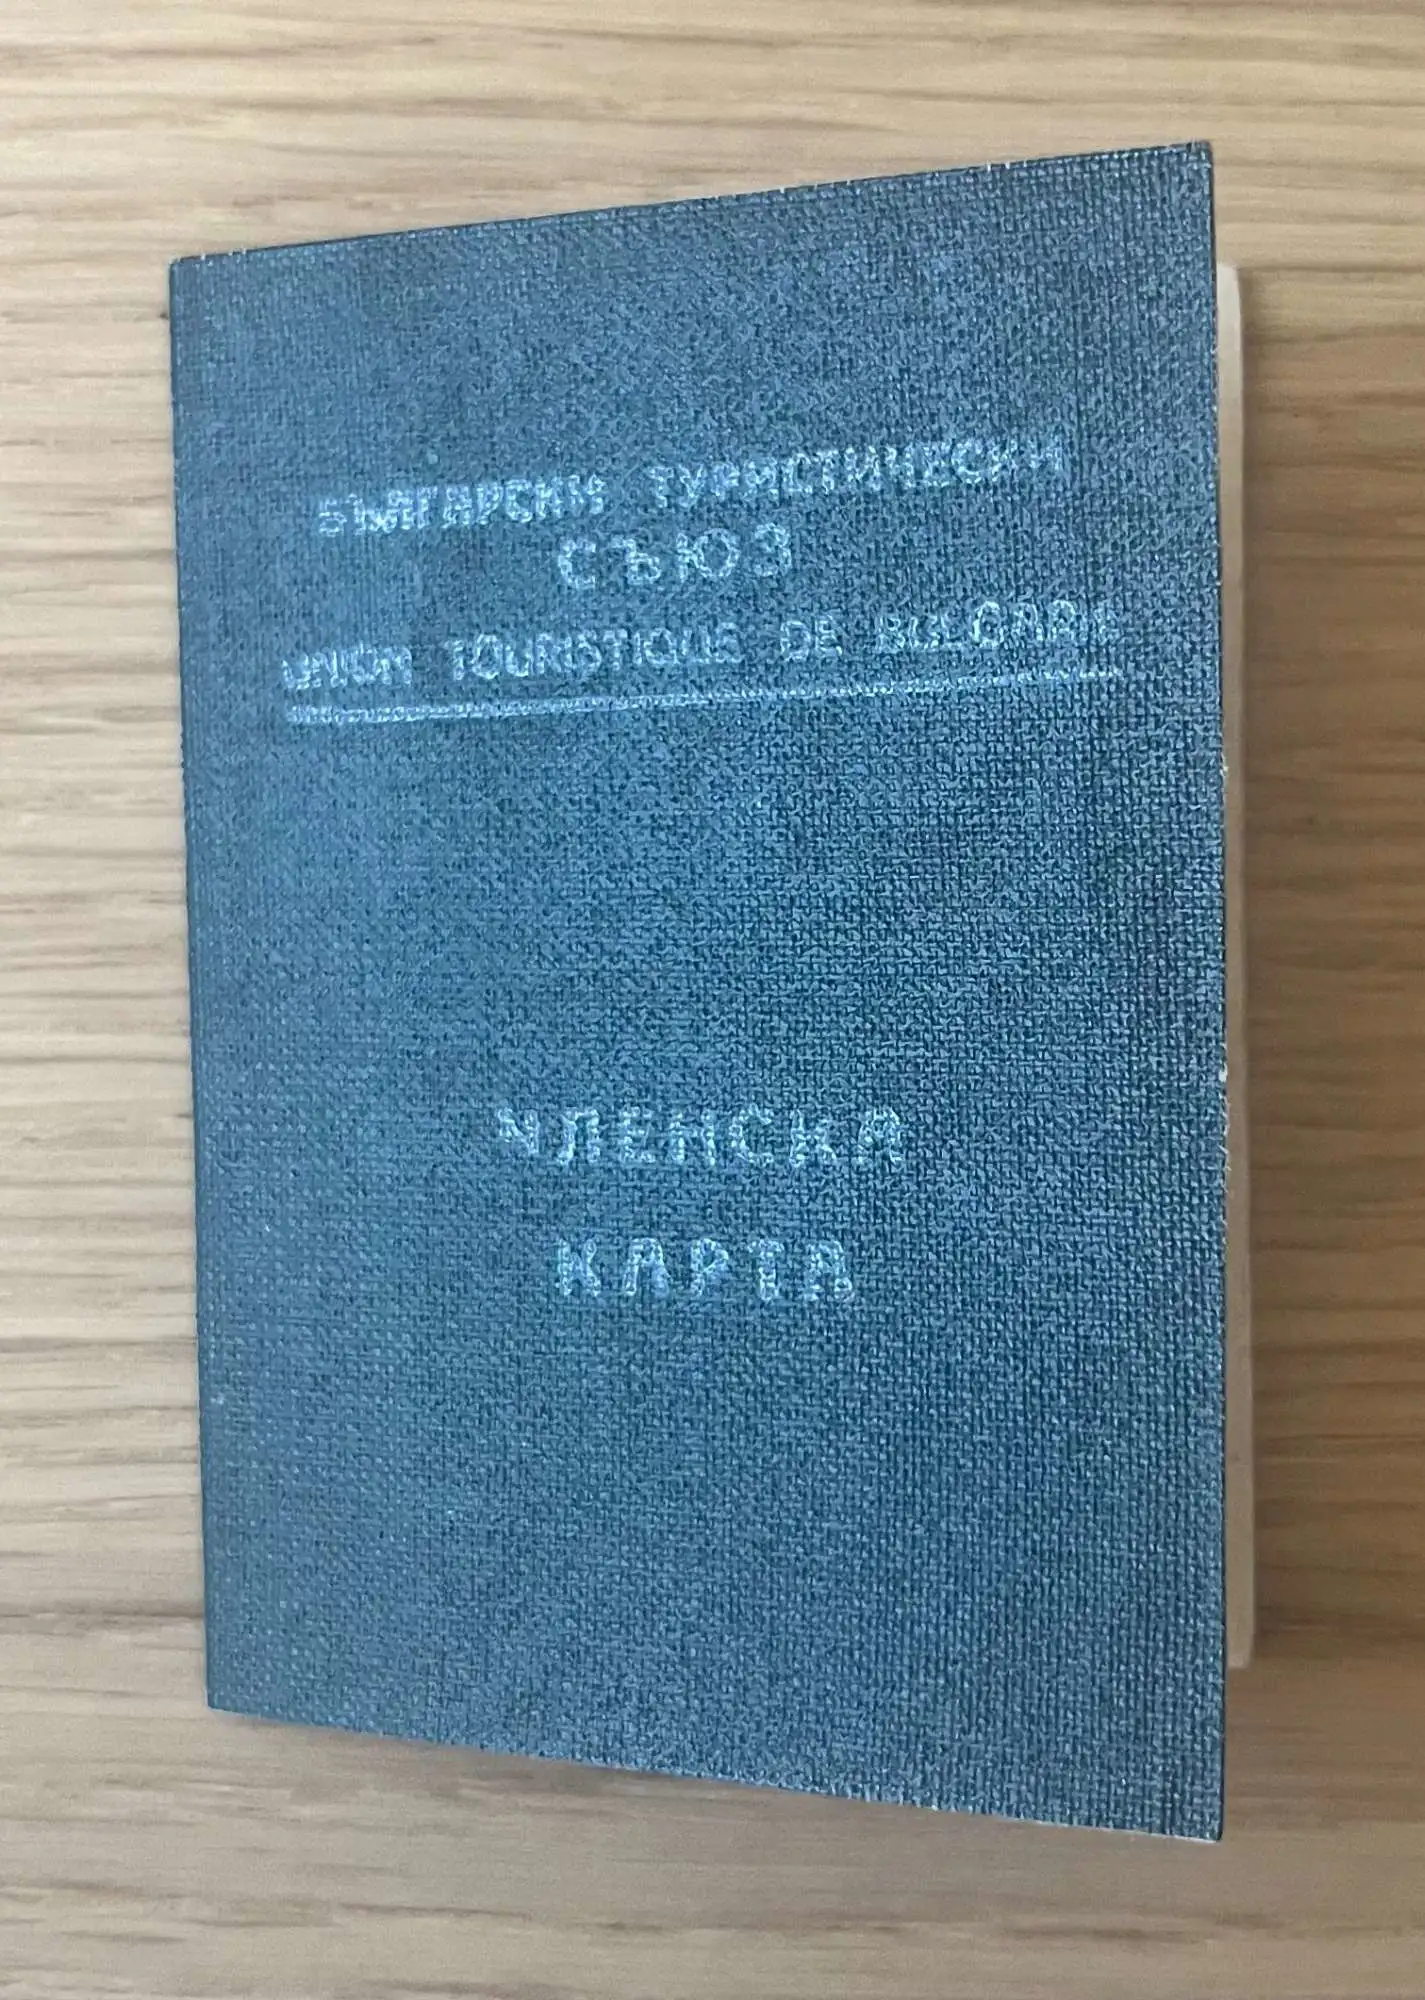 БЪЛГАРСКИ ТУРИСТИЧЕСКИ
СЪЮЗ
UNION TOURISTIQUE DE BULGARIE
ЧЛЕНСКА
КАРТА